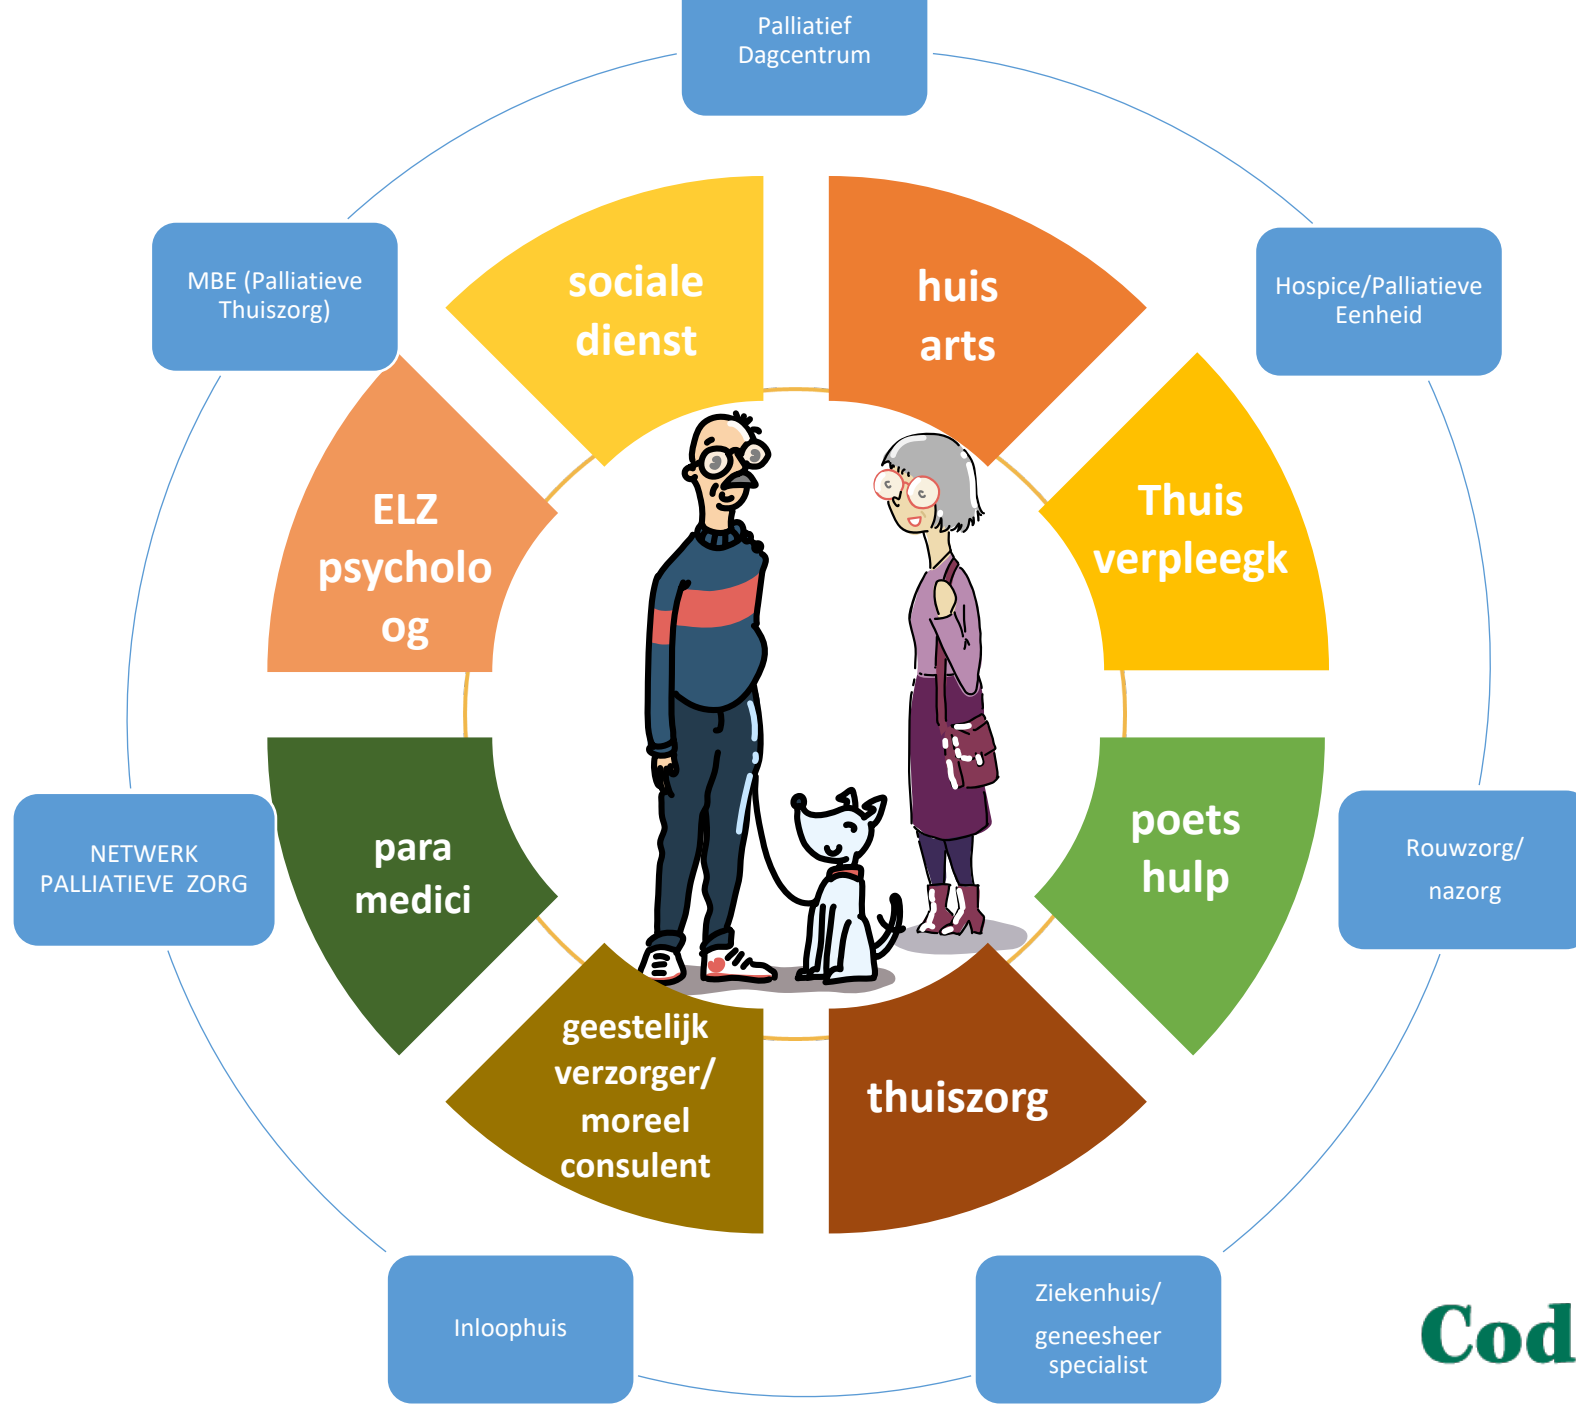 Palliatief
Dagcentrum
MBE (Palliatieve
Thuiszorg)
Hospice/Palliatieve
Eenheid
sociale
dienst
huis
arts
ELZ
psycholo
og
Thuis
verpleegk
para
medici
poets
hulp
NETWERK
PALLIATIEVE ZORG
Rouwzorg/
nazorg
geestelijk
verzorger/
moreel
consulent
thuiszorg
Inloophuis
Ziekenhuis/
geneesheer
specialist
Cod